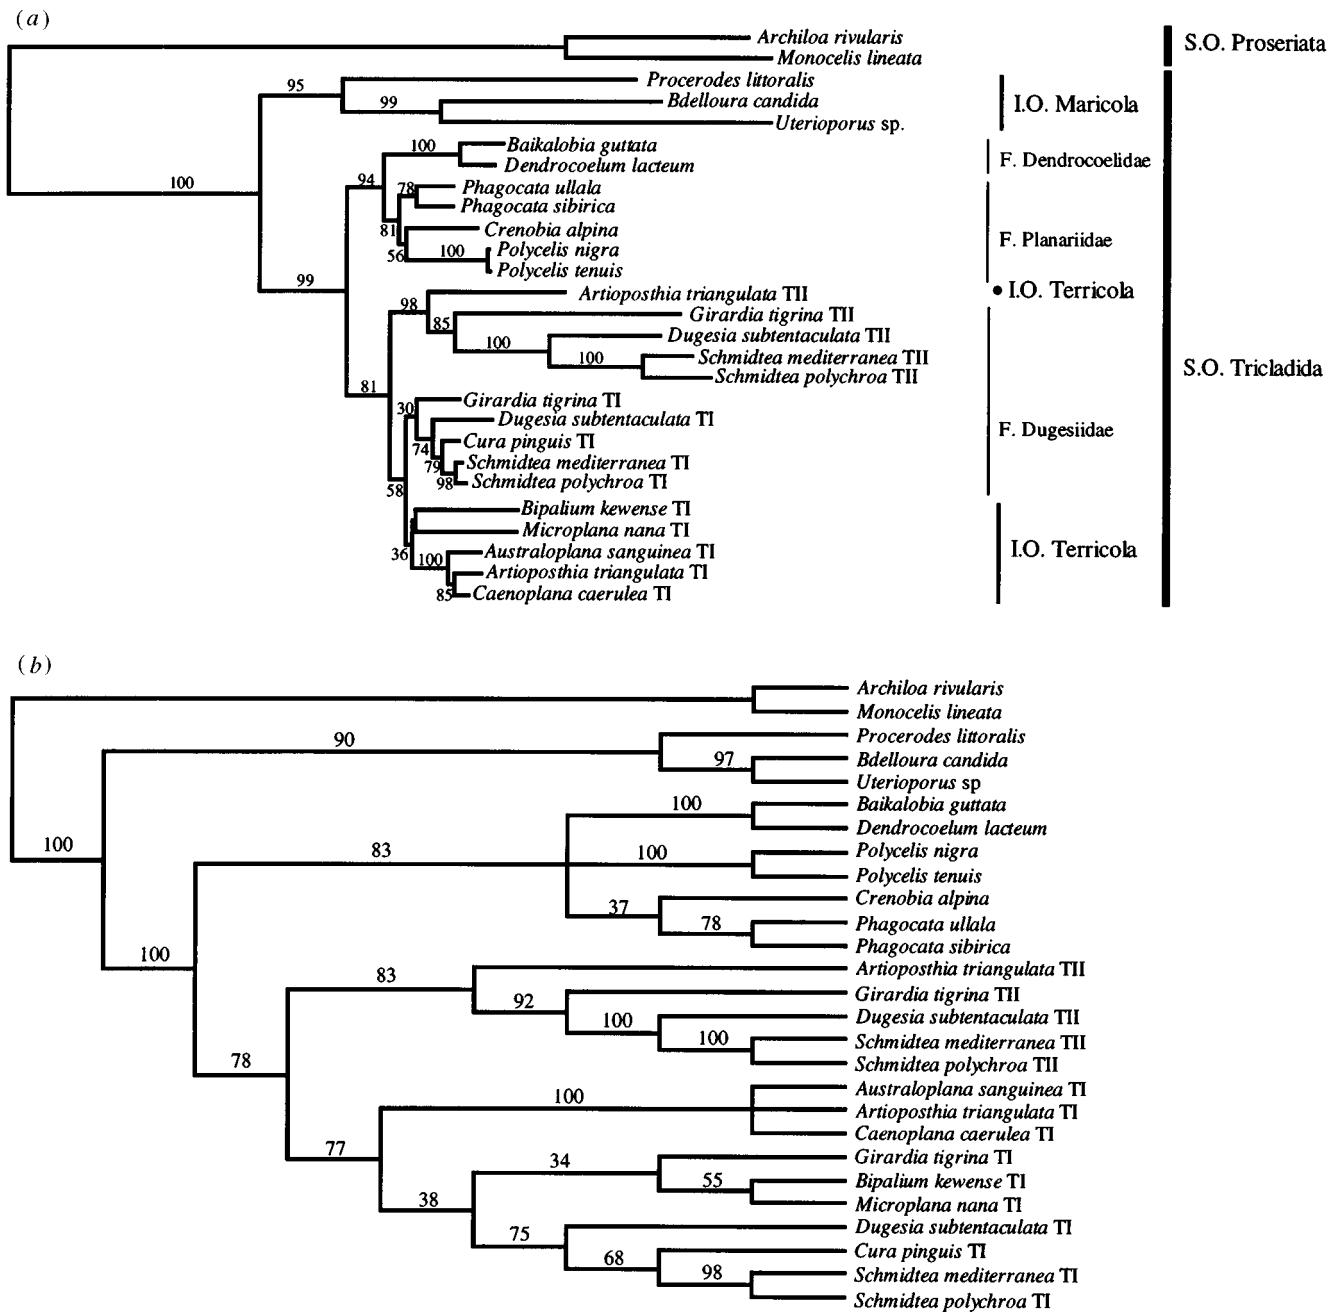 (a)
Archiloa rivularis
Monocelis lineata
S.O. Proseriata
95
Procerodes littoralis
99
Bdelloura candida
Uterioporus sp.
I.O. Maricola
100
Baikalobia guttata
Dendrocoelum lacteum
F. Dendrocoelidae
100
94
78
Phagocata ullala
Phagocata sibirica
81
Crenobia alpina
56
100
Polycelis nigra
Polycelis tenuis
F. Planariidae
99
98
Artioposthia triangulata TII
I.O. Terricola
85
Girardia tigrina TII
100
Dugesia subtentaculata TII
100
Schmidtea mediterranea TII
Schmidtea polychroa TII
S.O. Tricladida
81
30
Girardia tigrina TI
Dugesia subtentaculata TI
F. Dugesiidae
74
Cura pinguis TI
79
Schmidtea mediterranea TI
98
Schmidtea polychroa TI
58
Bipalium kewense TI
Microplana nana TI
36
100
Australoplana sanguinea TI
I.O. Terricola
Artioposthia triangulata TI
85
Caenoplana caerulea TI
(b)
Archiloa rivularis
Monocelis lineata
90
Procerodes littoralis
97
Bdelloura candida
Uterioporus sp
100
Baikalobia guttata
Dendrocoelum lacteum
100
83
100
Polycelis nigra
Polycelis tenuis
Crenobia alpina
37
78
Phagocata ullala
Phagocata sibirica
100
83
Artioposthia triangulata TII
92
Girardia tigrina TII
100
Dugesia subtentaculata TII
100
Schmidtea mediterranea TII
Schmidtea polychroa TII
78
100
Australoplana sanguinea TI
Artioposthia triangulata TI
Caenoplana caerulea TI
77
34
Girardia tigrina TI
55
Bipalium kewense TI
Microplana nana TI
38
75
Dugesia subtentaculata TI
68
Cura pinguis TI
98
Schmidtea mediterranea TI
Schmidtea polychroa TI